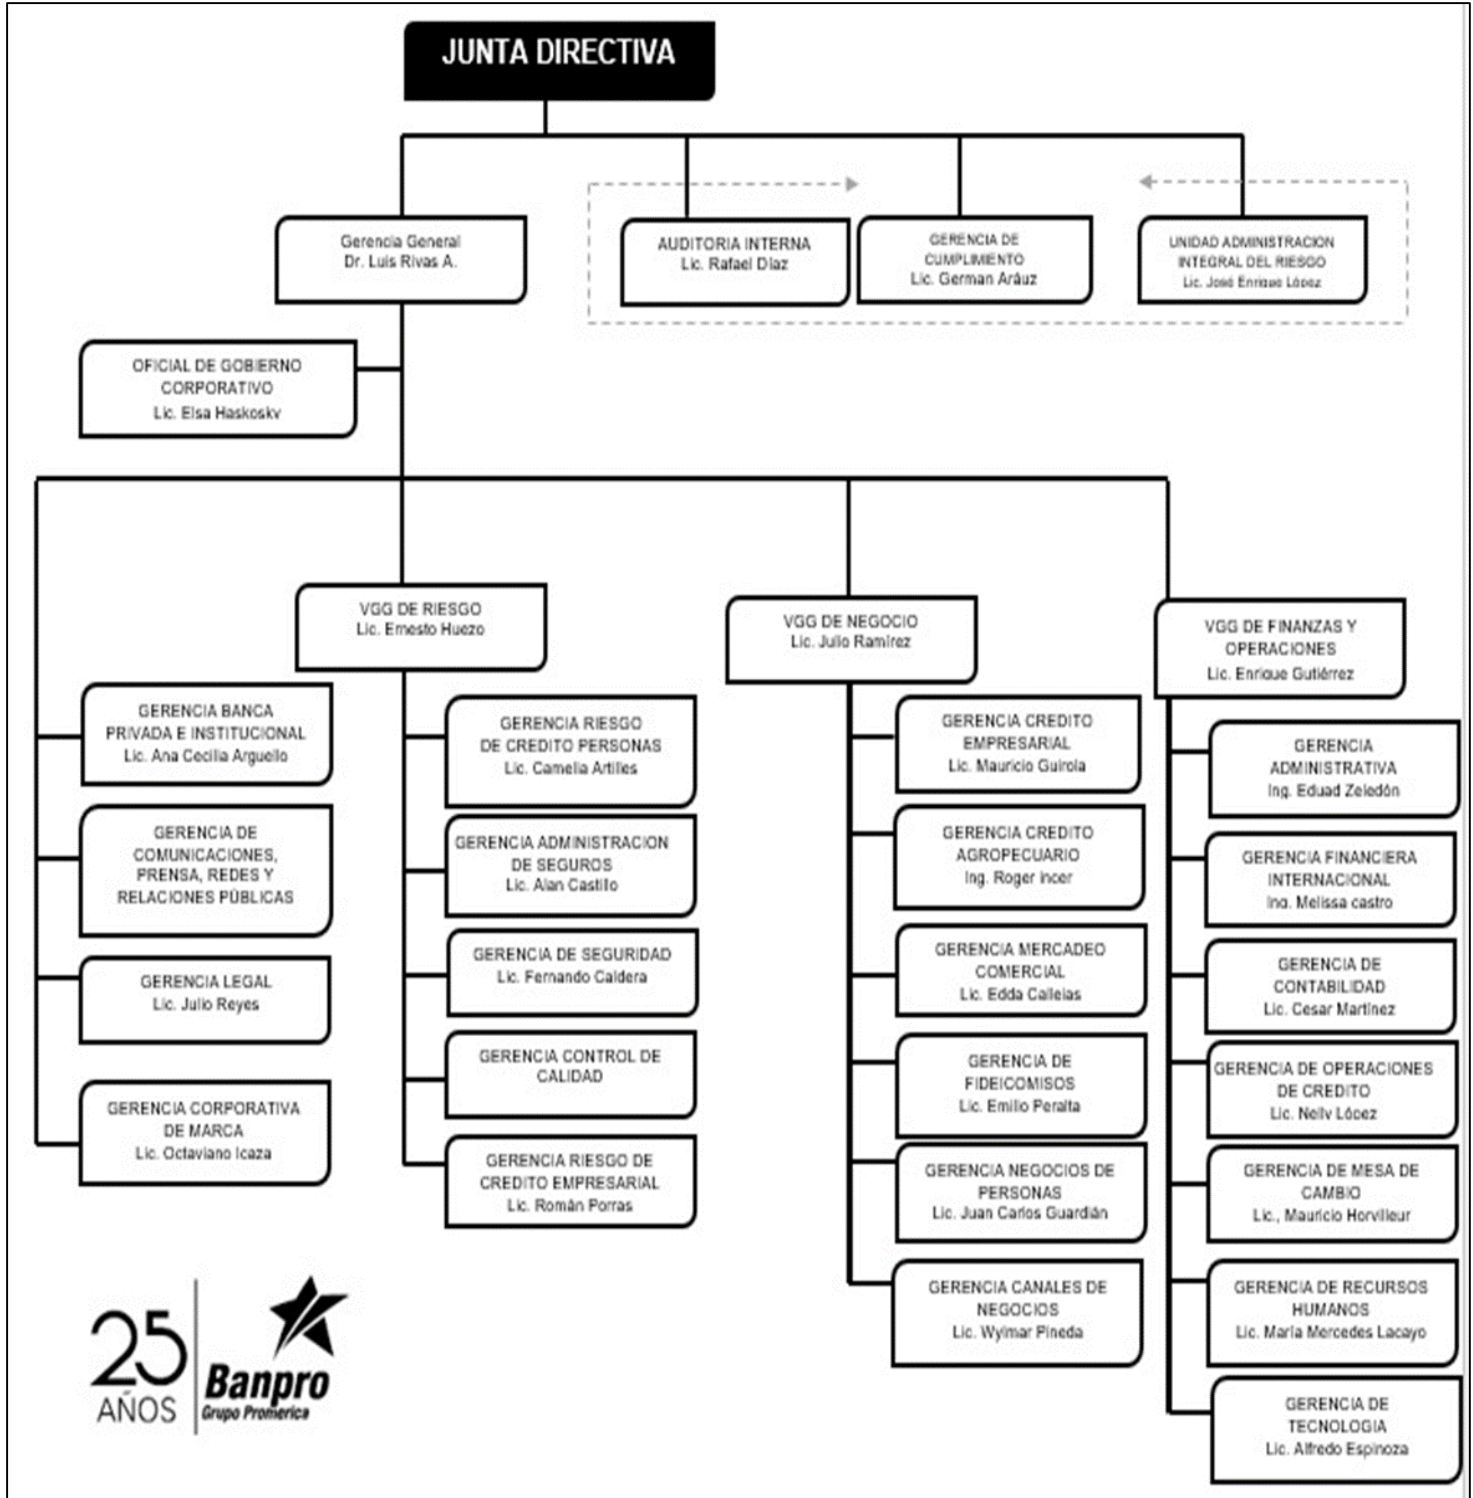 JUNTA DIRECTIVA
Gerencia General
Dr. Luis Rivas A.
AUDITORIA INTERNA
Lic. Rafael Díaz
GERENCIA DE
CUMPLIMIENTO
Lic. German Aráuz
UNIDAD ADMINISTRACION
INTEGRAL DEL RIESGO
Lic. José Enrique López
OFICIAL DE GOBIERNO
CORPORATIVO
Lic. Elsa Haskosky
VGG DE RIESGO
Lic. Ernesto Huezo
VGG DE NEGOCIO
Lic. Julio Ramírez
VGG DE FINANZAS Y
OPERACIONES
Lic. Enrique Gutiérrez
GERENCIA BANCA
PRIVADA E INSTITUCIONAL
Lic. Ana Cecilia Arguello
GERENCIA DE
COMUNICACIONES,
PRENSA, REDES Y
RELACIONES PÚBLICAS
GERENCIA LEGAL
Lic. Julio Reyes
GERENCIA CORPORATIVA
DE MARCA
Lic. Octaviano Icaza
GERENCIA RIESGO
DE CREDITO PERSONAS
Lic. Camelia Artiles
GERENCIA ADMINISTRACION
DE SEGUROS
Lic. Alan Castillo
GERENCIA DE SEGURIDAD
Lic. Fernando Caldera
GERENCIA CONTROL DE
CALIDAD
GERENCIA RIESGO DE
CREDITO EMPRESARIAL
Lic. Román Porras
GERENCIA CREDITO
EMPRESARIAL
Lic. Mauricio Guirola
GERENCIA CREDITO
AGROPECUARIO
Ing. Roger incer
GERENCIA MERCADEO
COMERCIAL
Lic. Edda Callejas
GERENCIA DE
FIDEICOMISOS
Lic. Emilio Peralta
GERENCIA NEGOCIOS DE
PERSONAS
Lic. Juan Carlos Guardián
GERENCIA CANALES DE
NEGOCIOS
Lic. Wylmar Pineda
GERENCIA
ADMINISTRATIVA
Ing. Eduad Zeledón
GERENCIA FINANCIERA
INTERNACIONAL
Ing. Melissa castro
GERENCIA DE
CONTABILIDAD
Lic. Cesar Martínez
GERENCIA DE OPERACIONES
DE CREDITO
Lic. Nelly López
GERENCIA DE MESA DE
CAMBIO
Lic., Mauricio Horvilleur
GERENCIA DE RECURSOS
HUMANOS
Lic. María Mercedes Lacayo
GERENCIA DE
TECNOLOGIA
Lic. Alfredo Espinoza
25
AÑOS
Banpro
Grupo Promerica